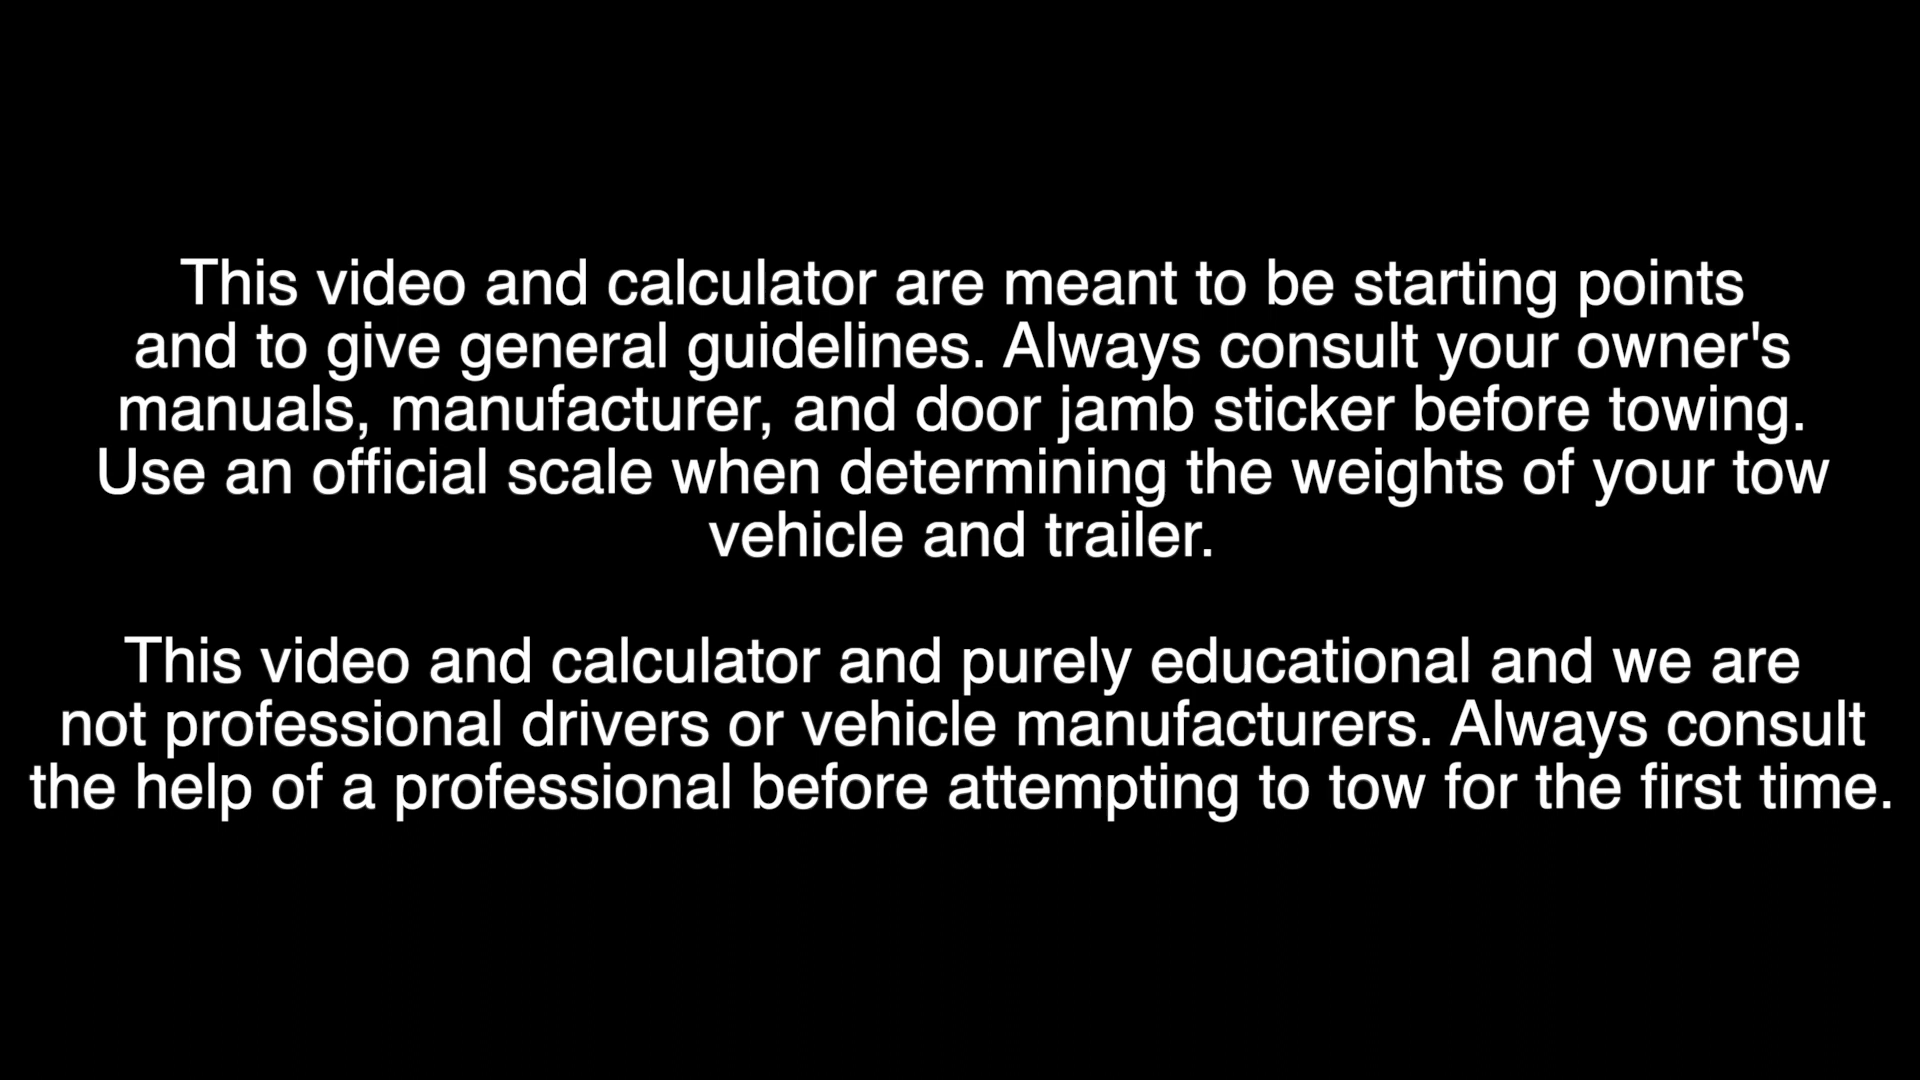 This video and calculator are meant to be starting points
and to give general guidelines. Always consult your owner's
manuals, manufacturer, and door jamb sticker before towing.
Use an official scale when determining the weights of your tow
vehicle and trailer.
This video and calculator and purely educational and we are
not professional drivers or vehicle manufacturers. Always consult
the help of a professional before attempting to tow for the first time.